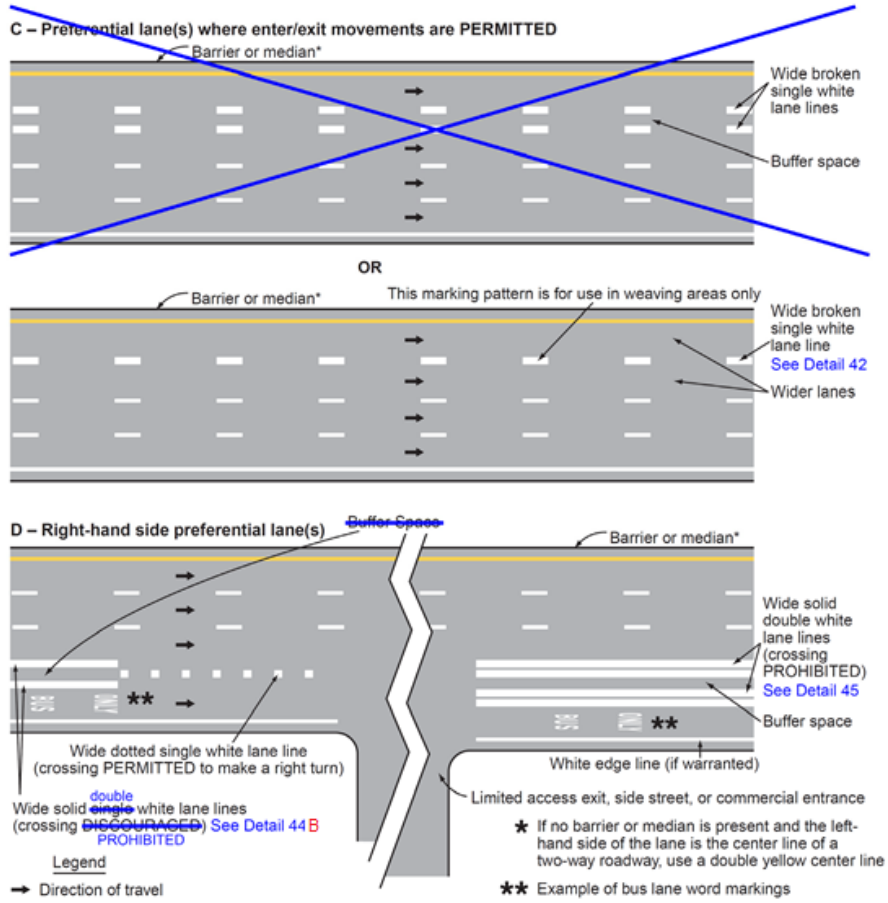 C – Preferential lane(s) where enter/exit movements are PERMITTED
Barrier or median*
Wide broken
single white
lane lines
Buffer space
OR
Barrier or median*
This marking pattern is for use in weaving areas only
Wide broken
single white
lane line
See Detail 42
Wider lanes
D – Right-hand side preferential lane(s)
Buffer Space
Barrier or median*
Wide solid
double white
lane lines
(crossing
PROHIBITED)
See Detail 45
Buffer space
BUS ONLY **
BUS ONLY **
Wide dotted single white lane line
(crossing PERMITTED to make a right turn)
White edge line (if warranted)
double
Wide solid single white lane lines
(crossing DISCOURAGED) See Detail 44B
PROHIBITED
Limited access exit, side street, or commercial entrance
* If no barrier or median is present and the left-
hand side of the lane is the center line of a
two-way roadway, use a double yellow center line
Legend
Direction of travel
** Example of bus lane word markings